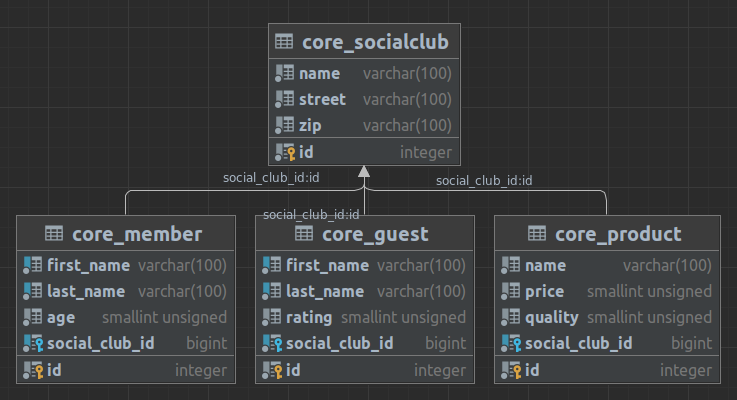 core_socialclub
name varchar(100)
street varchar(100)
zip varchar(100)
id integer
social_club_id:id
social_club_id:id
social_club_id:id
core_member
first_name varchar(100)
last_name varchar(100)
age smallint unsigned
social_club_id bigint
id integer
core_guest
first_name varchar(100)
last_name varchar(100)
rating smallint unsigned
social_club_id bigint
id integer
core_product
name varchar(100)
price smallint unsigned
quality smallint unsigned
social_club_id bigint
id integer